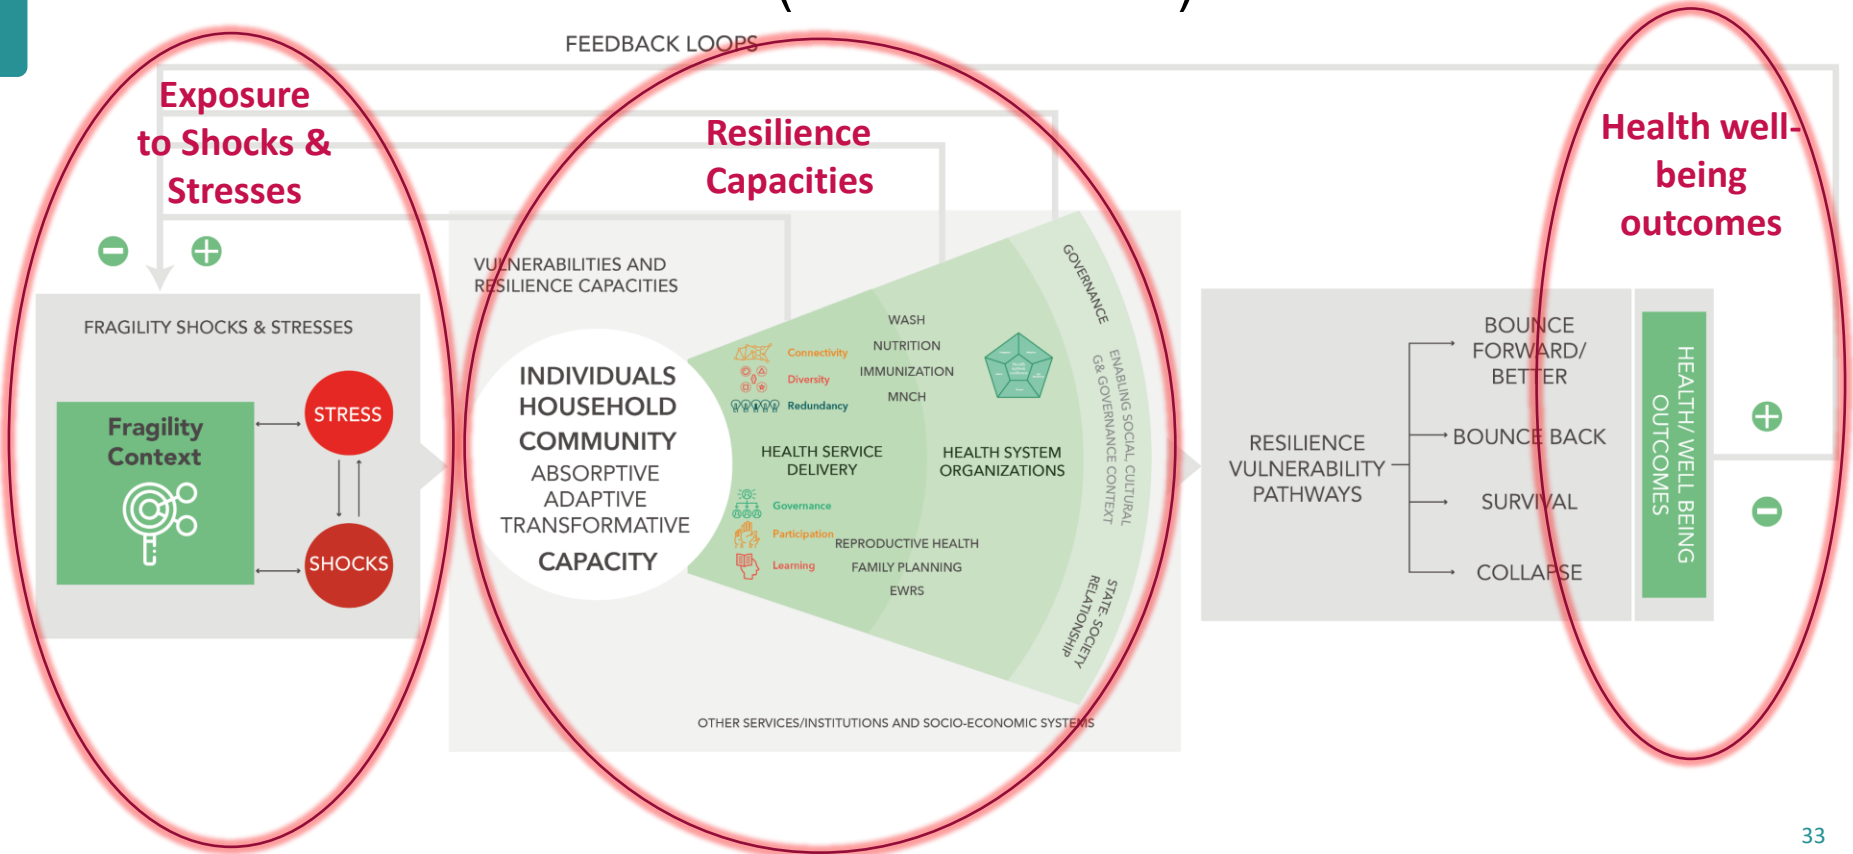 FEEDBACK LOOPS
Exposure
to Shocks &
Stresses
Resilience
Capacities
Health well-
being
outcomes
FRAGILITY SHOCKS & STRESSES
Fragility
Context
STRESS
SHOCKS
VULNERABILITIES AND
RESILIENCE CAPACITIES
INDIVIDUALS
HOUSEHOLD
COMMUNITY
ABSORPTIVE
ADAPTIVE
TRANSFORMATIVE
CAPACITY
Connectivity
Diversity
Redundancy
WASH
NUTRITION
IMMUNIZATION
MNCH
HEALTH SERVICE
DELIVERY
HEALTH SYSTEM
ORGANIZATIONS
Governance
Participation
Learning
REPRODUCTIVE HEALTH
FAMILY PLANNING
EWRS
GOVERNANCE
ENABLING SOCIAL, CULTURAL
G& GOVERNANCE CONTEXT
STATE- SOCIETY
RELATIONSHIP
OTHER SERVICES/INSTITUTIONS AND SOCIO-ECONOMIC SYSTEMS
RESILIENCE
VULNERABILITY
PATHWAYS
BOUNCE
FORWARD/
BETTER
BOUNCE BACK
SURVIVAL
COLLAPSE
HEALTH/ WELL BEING
OUTCOMES
33